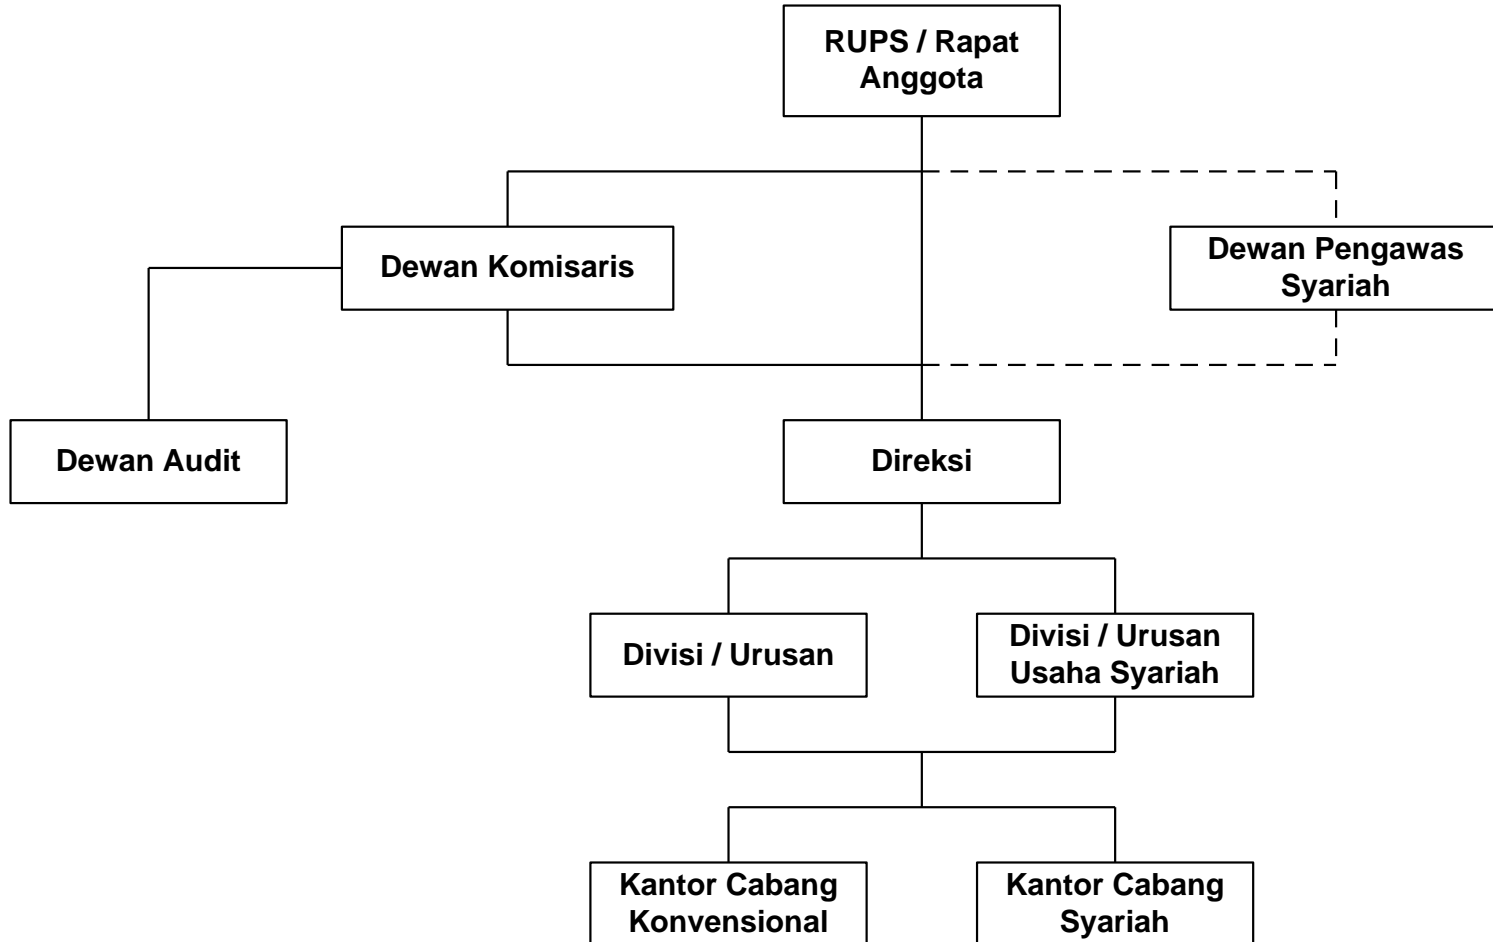 RUPS / Rapat
Anggota
Dewan Komisaris
Dewan Pengawas
Syariah
Dewan Audit
Direksi
Divisi / Urusan
Divisi / Urusan
Usaha Syariah
Kantor Cabang
Konvensional
Kantor Cabang
Syariah